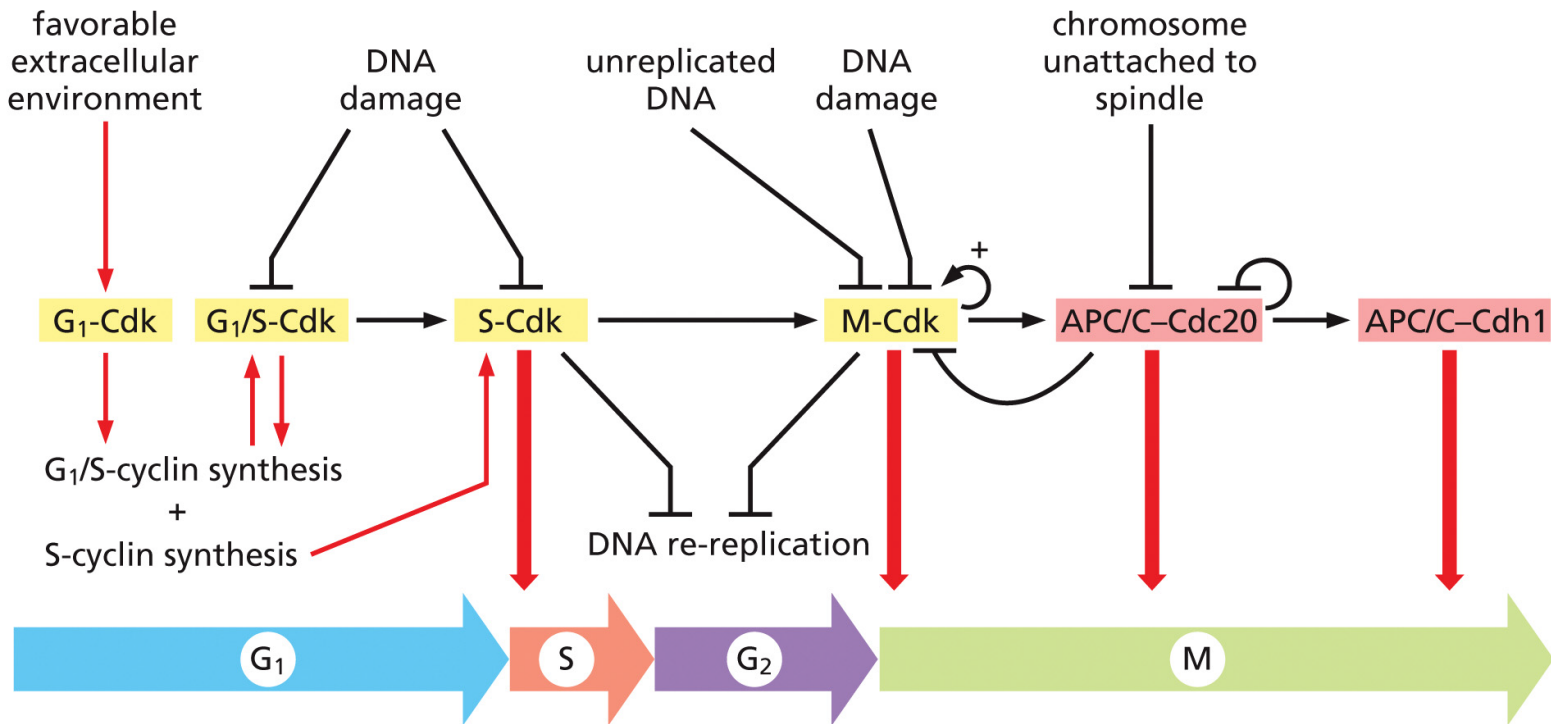 favorable
extracellular
environment
DNA
damage
unreplicated
DNA
DNA
damage
chromosome
unattached to
spindle
+
G₁-Cdk
G₁/S-Cdk
S-Cdk
M-Cdk
APC/C–Cdc20
APC/C–Cdh1
G₁/S-cyclin synthesis
+
S-cyclin synthesis
DNA re-replication
G₁
S
G₂
M